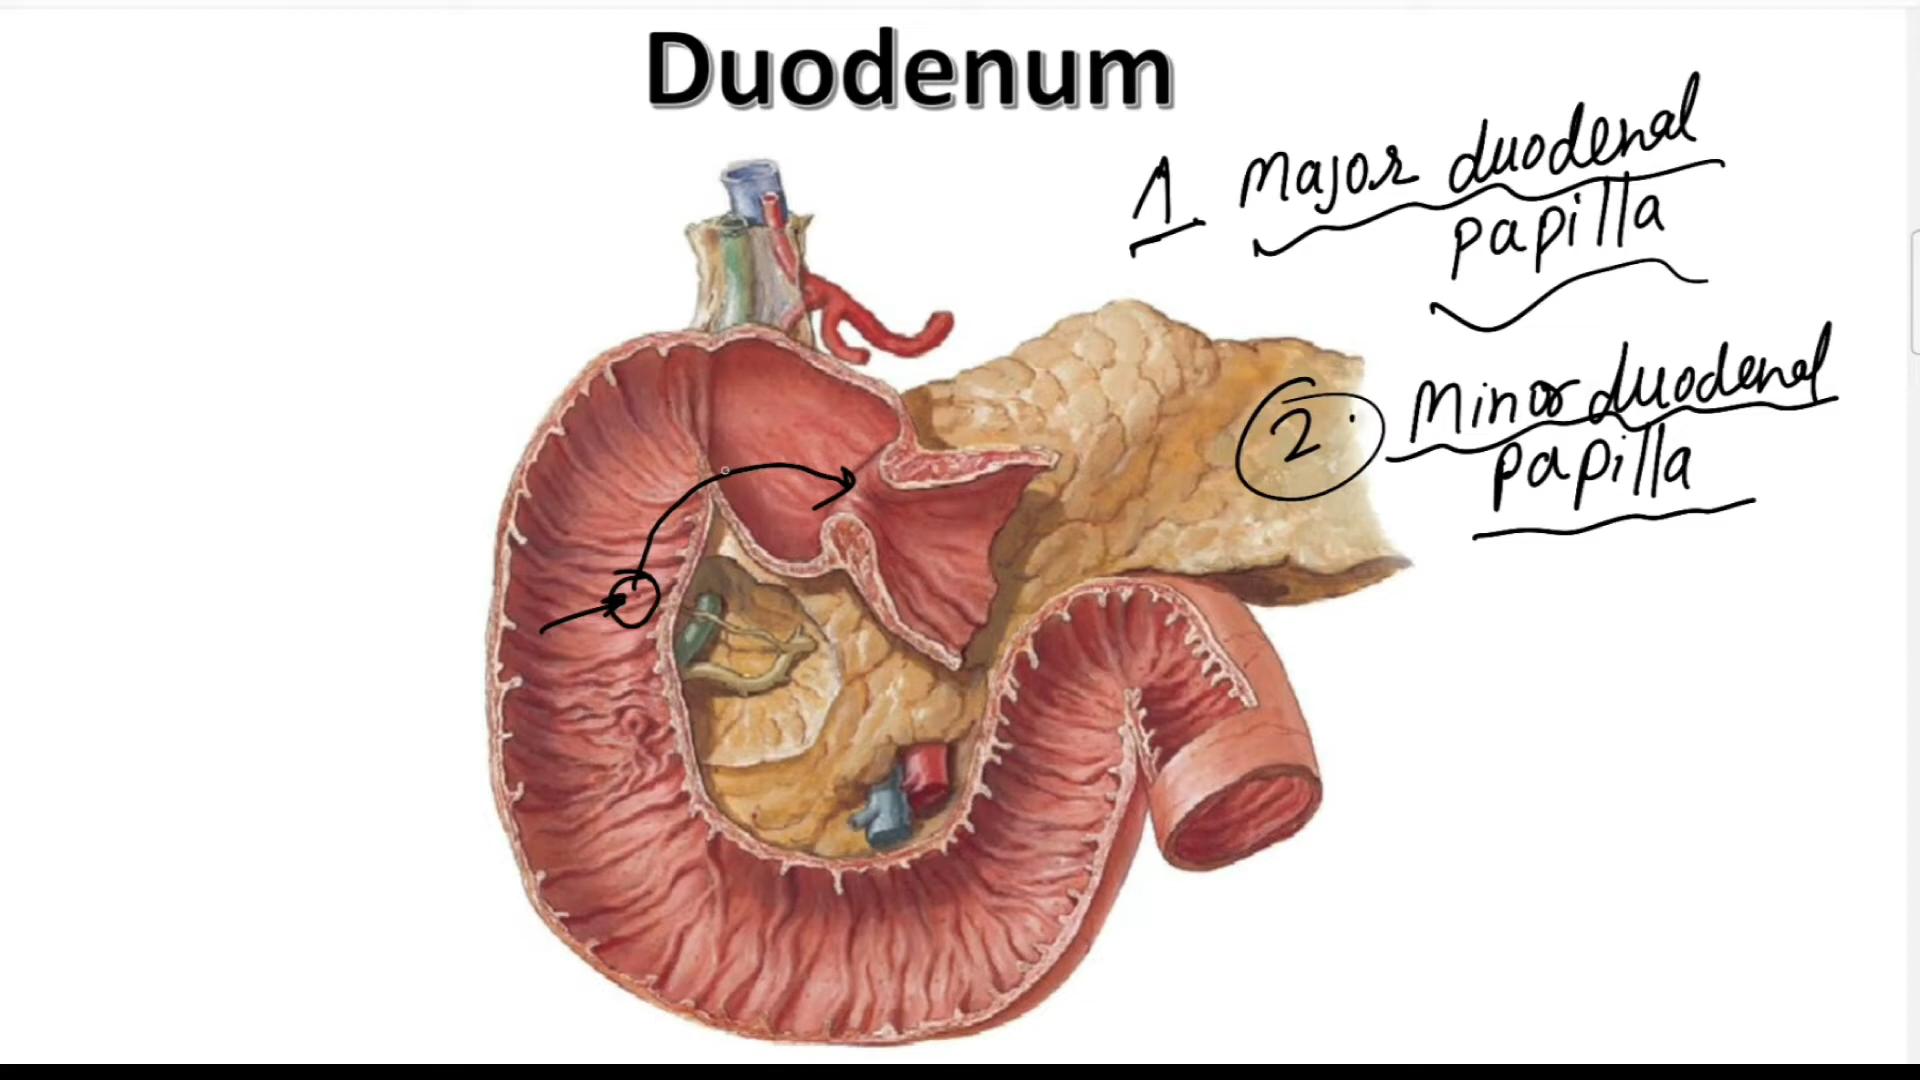 Duodenum
1 Major duodenal
papilla
2. Minor duodenal
papilla